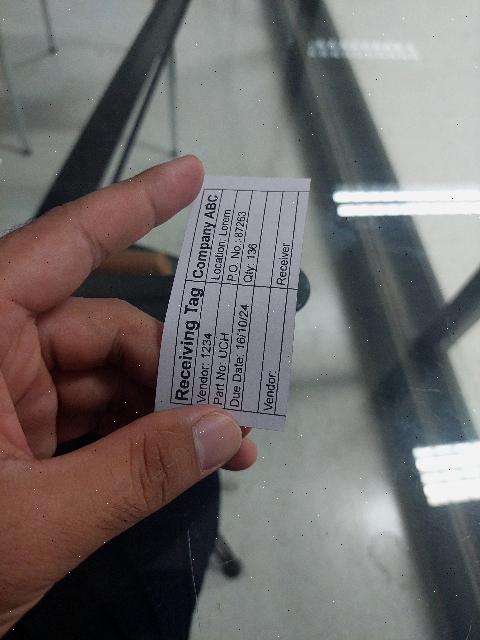 Receiving Tag Company ABC
Vendor: 1234 Location: Lorem
Part No: UCH P.O. No.: 87263
Due Date: 16/10/24 Qty: 136
Vendor: Receiver